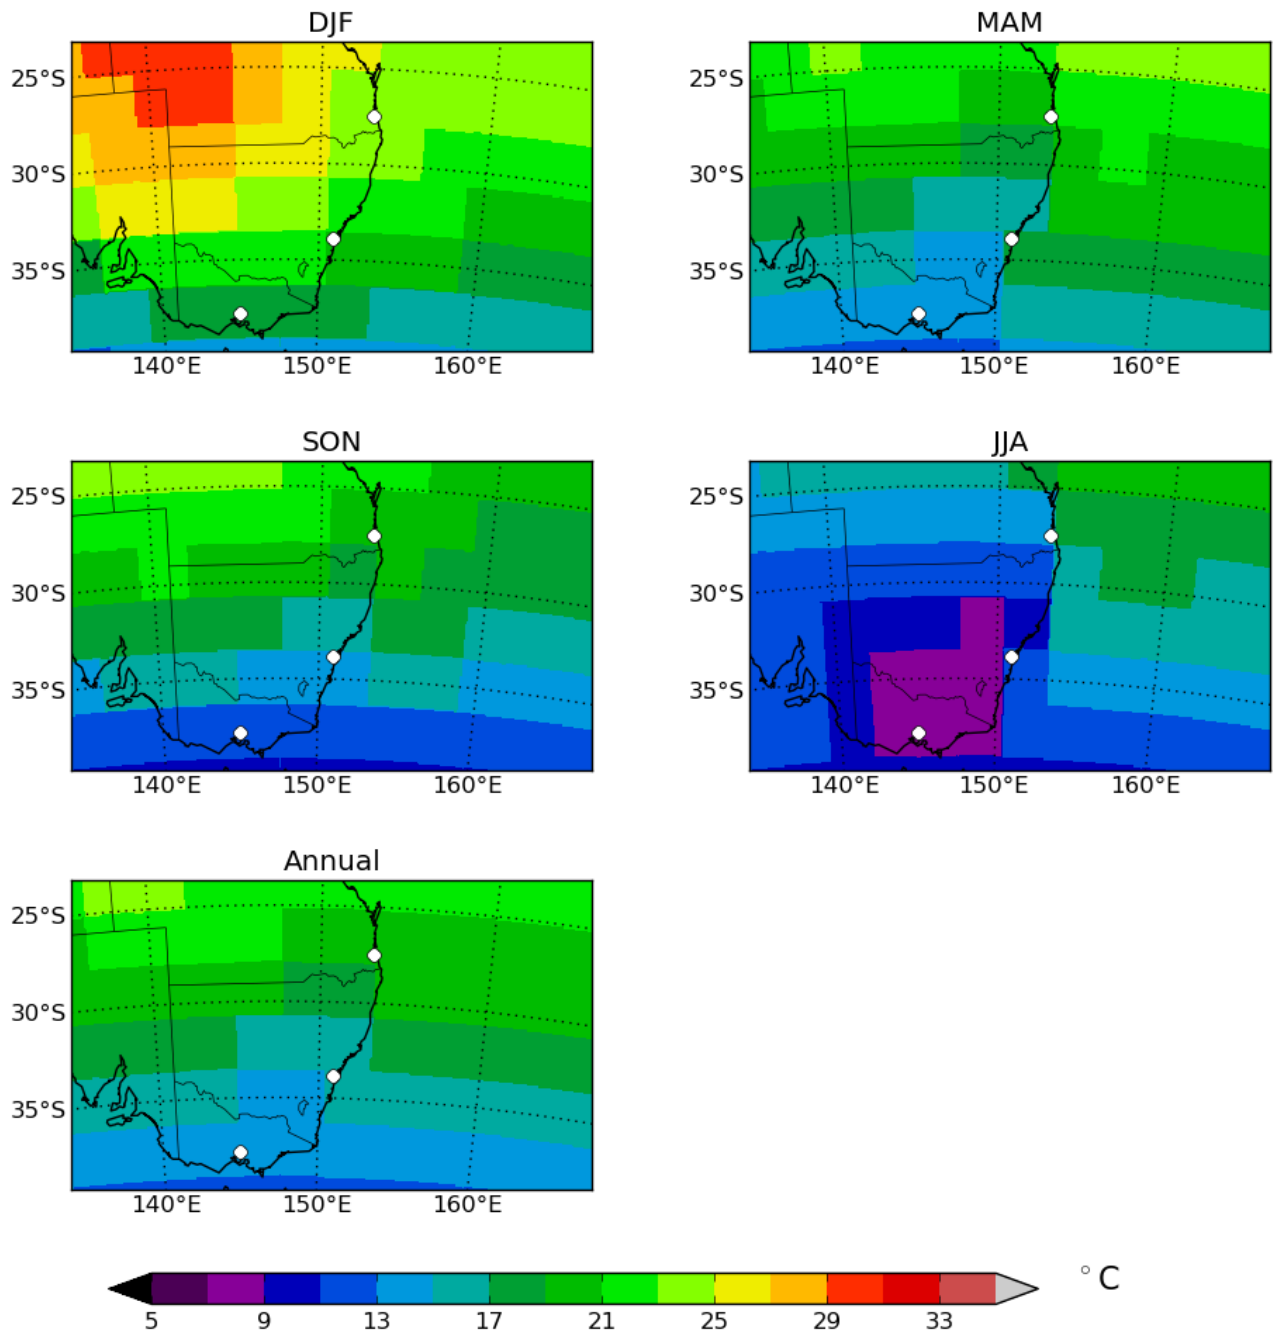 DJF MAM
25°S 25°S
30°S 30°S
35°S 35°S
140°E 150°E 160°E 140°E 150°E 160°E
SON JJA
25°S 25°S
30°S 30°S
35°S 35°S
140°E 150°E 160°E 140°E 150°E 160°E
Annual
25°S
30°S
35°S
140°E 150°E 160°E
°C
5 9 13 17 21 25 29 33